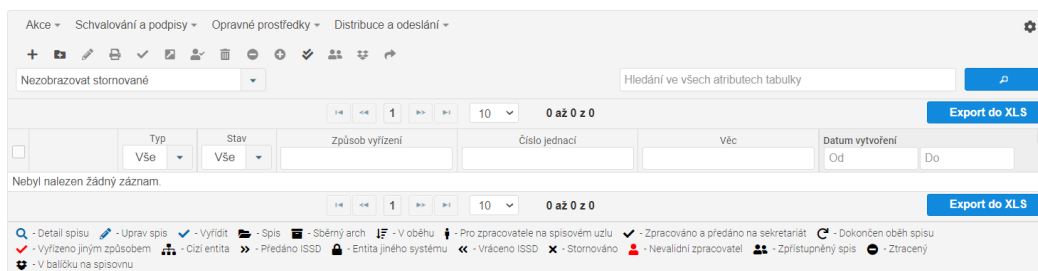 Akce Schvalování a podpisy Opravné prostředky Distribuce a odeslání
Nezobrazovat stornované Hledání ve všech atributech tabulky
1 10 0 až 0 z 0 Export do XLS
Typ Stav Způsob vyřízení Číslo jednací Věc Datum vytvoření
Vše Vše Od Do
Nebyl nalezen žádný záznam.
1 10 0 až 0 z 0 Export do XLS
- Detail spisu - Uprav spis - Vyřídit - Spis - Sběrný arch - V oběhu - Pro zpracovatele na spisovém uzlu - Zpracováno a předáno na sekretariát - Dokončen oběh spisu
- Vyřízeno jiným způsobem - Cizí entita - Předáno ISSD - Entita jiného systému - Vráceno ISSD - Stornováno - Nevalidní zpracovatel - Zpřístupněný spis - Ztracený
- V balíčku na spisovnu